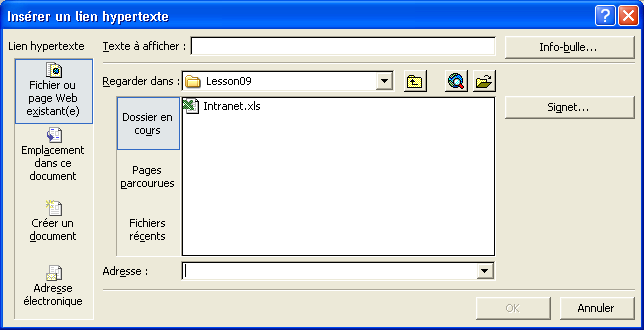 Insérer un lien hypertexte
Lien hypertexte
Texte à afficher :
Info-bulle...
Fichier ou
page Web
existant(e)
Regarder dans :
Lesson09
Signet...
Dossier en
cours
Intranet.xls
Emplacement
dans ce
document
Pages
parcourues
Créer un
document
Fichiers
récents
Adresse
électronique
Adresse :
OK
Annuler